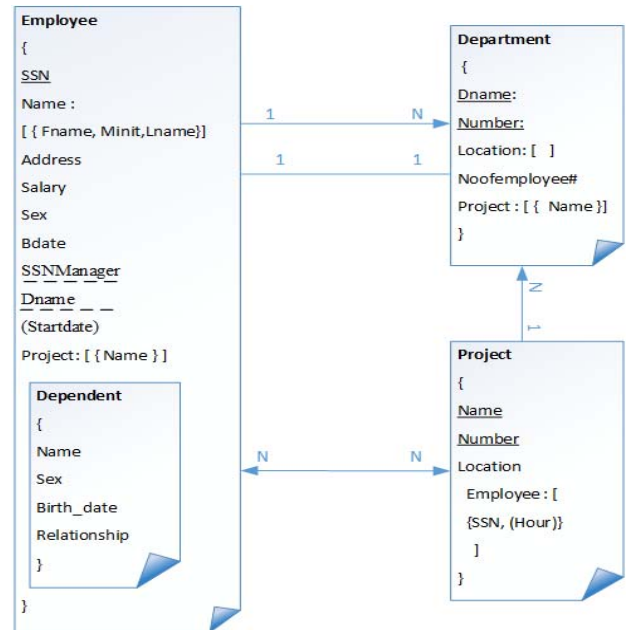 Employee
{
SSN
Name :
[ { Fname, Minit,Lname}]
Address
Salary
Sex
Bdate
SSNManager
Dname
(Startdate)
Project: [ { Name } ]
Dependent
{
Name
Sex
Birth_date
Relationship
}
}
1
N
1
1
Department
{
Dname:
Number:
Location: [ ]
Noofemployee#
Project : [ { Name }]
}
N
1
Project
{
Name
Number
Location
Employee : [
{SSN, (Hour)}
]
}
N
N